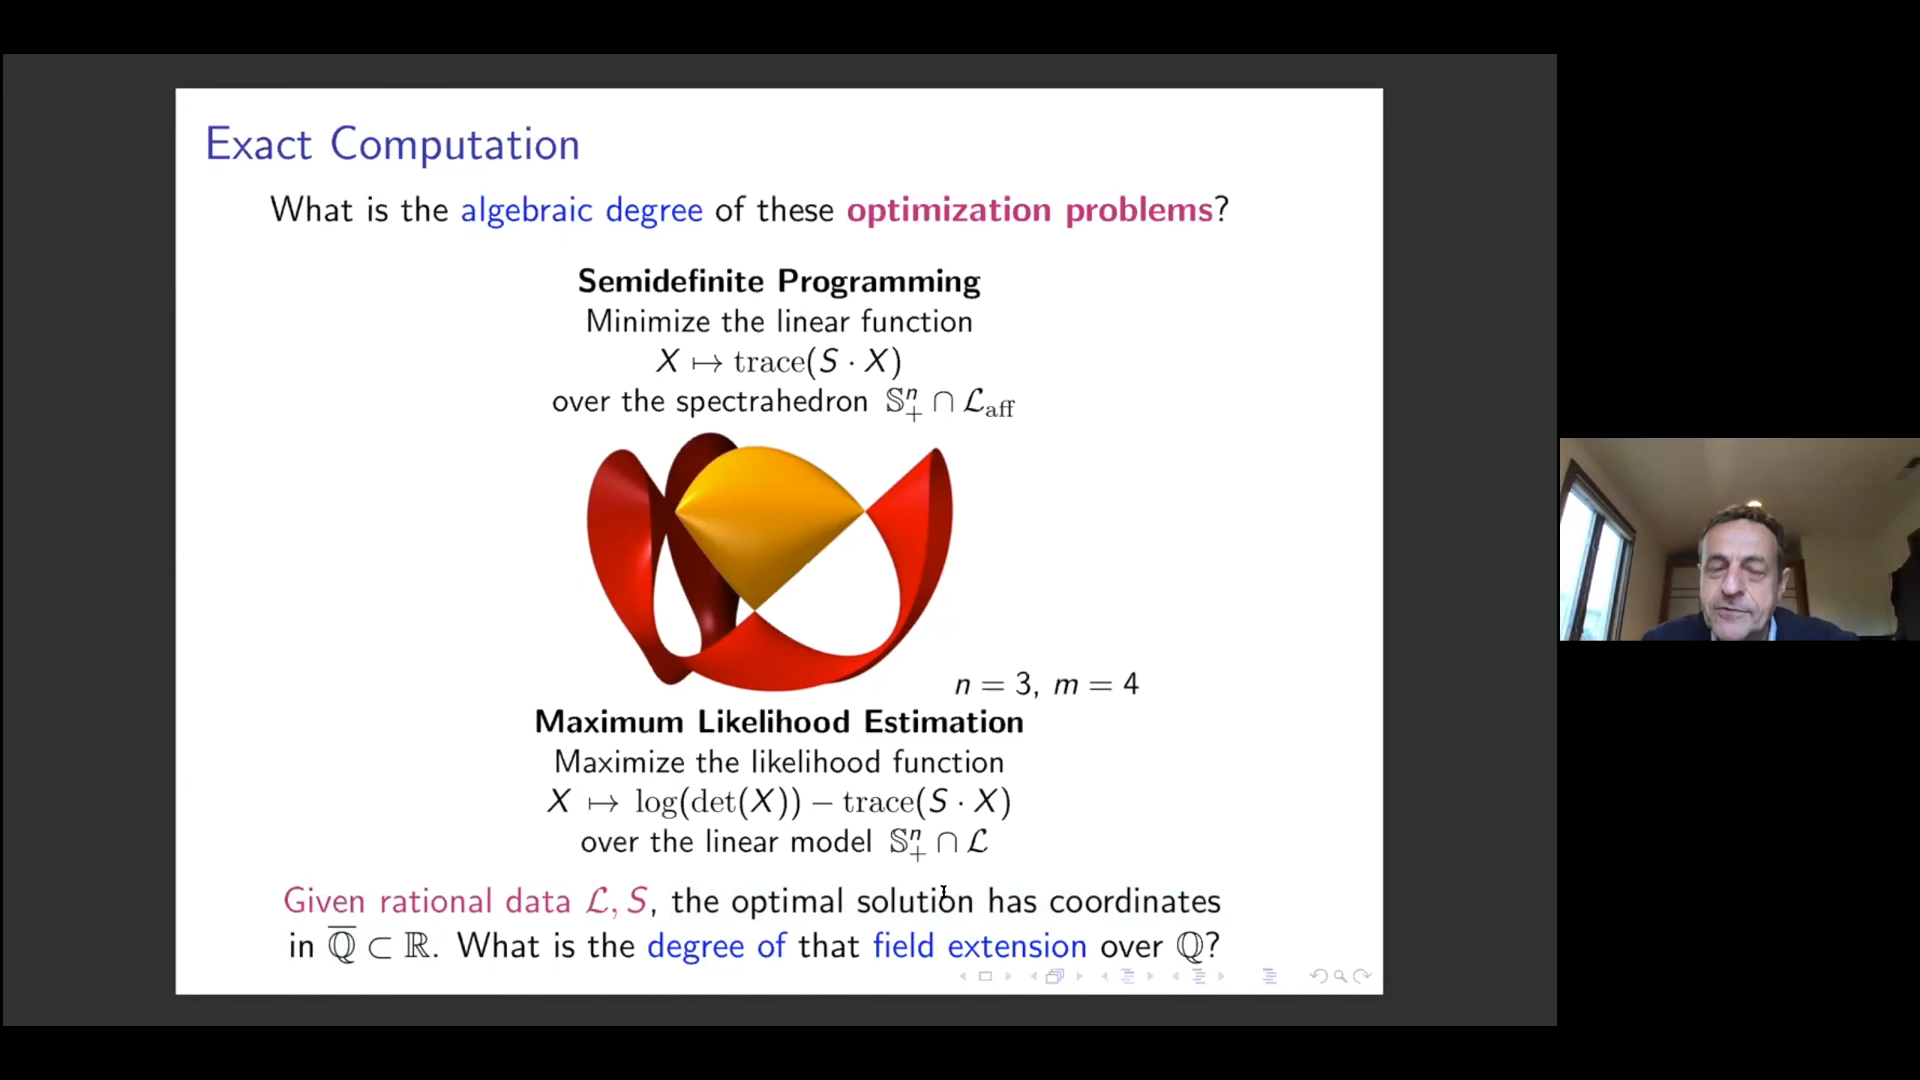 Exact Computation
What is the algebraic degree of these optimization problems?
Semidefinite Programming
Minimize the linear function
X ↦ trace(S · X)
over the spectrahedron 𝕊ⁿ₊ ∩ ℒ_aff
n = 3, m = 4
Maximum Likelihood Estimation
Maximize the likelihood function
X ↦ log(det(X)) − trace(S · X)
over the linear model 𝕊ⁿ₊ ∩ ℒ
Given rational data ℒ, S, the optimal solution has coordinates
in ℚ̅ ⊂ ℝ. What is the degree of that field extension over ℚ?